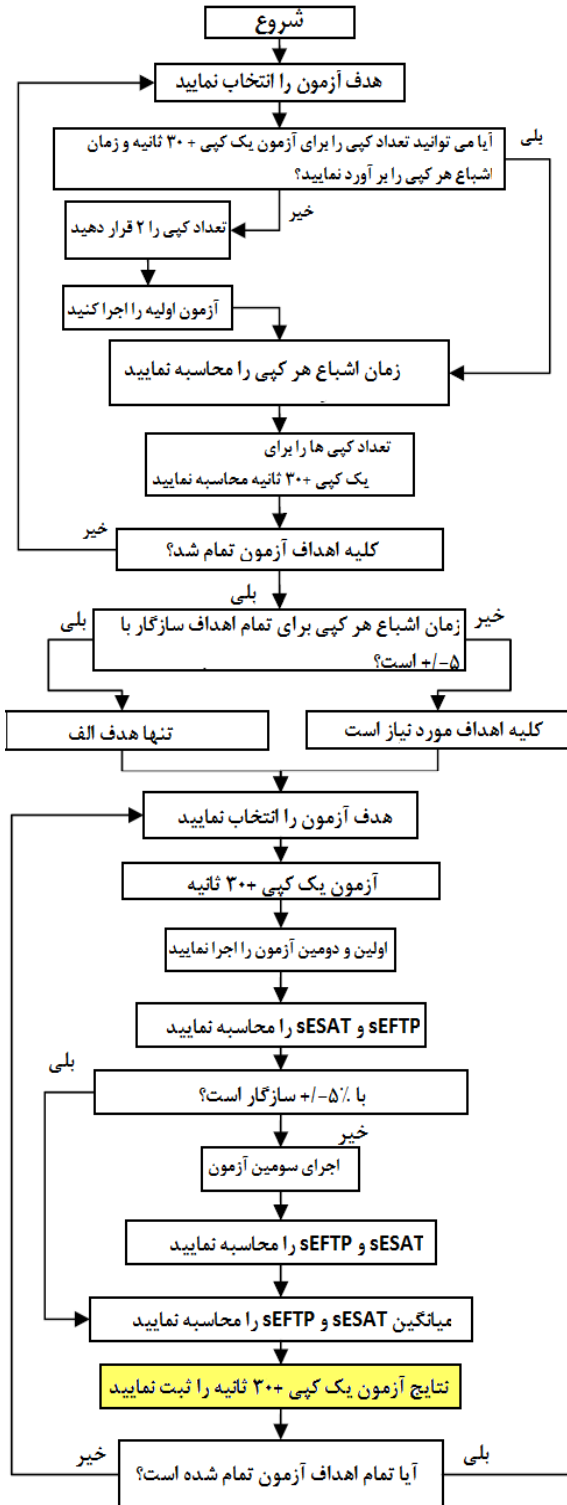 شروع
هدف آزمون را انتخاب نمایید
آیا می توانید تعداد کپی را برای آزمون یک کپی + ۳۰ ثانیه و زمان
اشباع هر کپی را بر آورد نمایید؟
بلی
خیر
تعداد کپی را ۲ قرار دهید
آزمون اولیه را اجرا کنید
زمان اشباع هر کپی را محاسبه نمایید
تعداد کپی ها را برای
یک کپی +۳۰ ثانیه محاسبه نمایید
خیر
کلیه اهداف آزمون تمام شد؟
بلی
زمان اشباع هر کپی برای تمام اهداف سازگار با
+/-۵ است؟
خیر
بلی
کلیه اهداف مورد نیاز است
تنها هدف الف
هدف آزمون را انتخاب نمایید
آزمون یک کپی +۳۰ ثانیه
اولین و دومین آزمون را اجرا نمایید
sEFTP و sESAT را محاسبه نمایید
بلی
با ۵٪-/+ سازگار است؟
خیر
اجرای سومین آزمون
sESAT و sEFTP را محاسبه نمایید
میانگین sESAT و sEFTP را محاسبه نمایید
نتایج آزمون یک کپی +۳۰ ثانیه را ثبت نمایید
خیر
آیا تمام اهداف آزمون تمام شده است؟
بلی